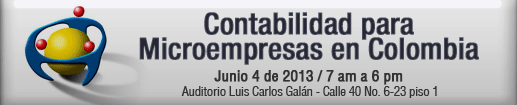 Contabilidad para
Microempresas en Colombia
Junio 4 de 2013 / 7 am a 6 pm
Auditorio Luis Carlos Galán - Calle 40 No. 6-23 piso 1